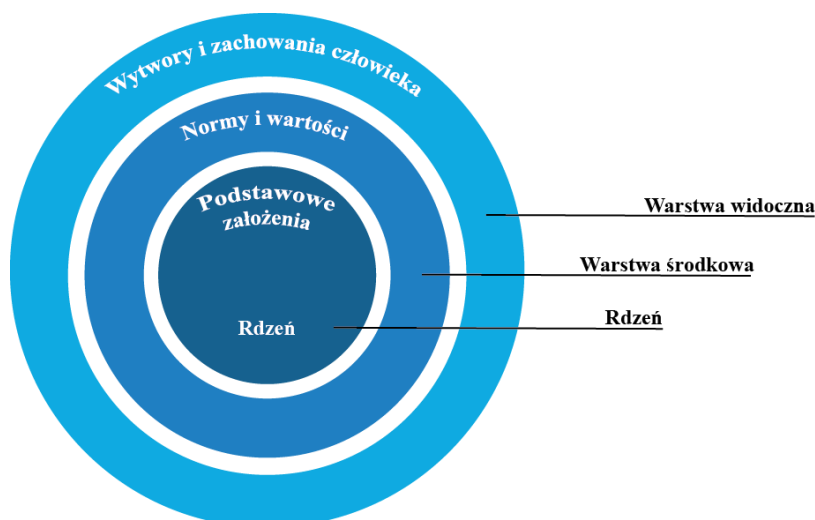 Wytwory i zachowania człowieka
Normy i wartości
Podstawowe
założenia
Rdzeń
Warstwa widoczna
Warstwa środkowa
Rdzeń